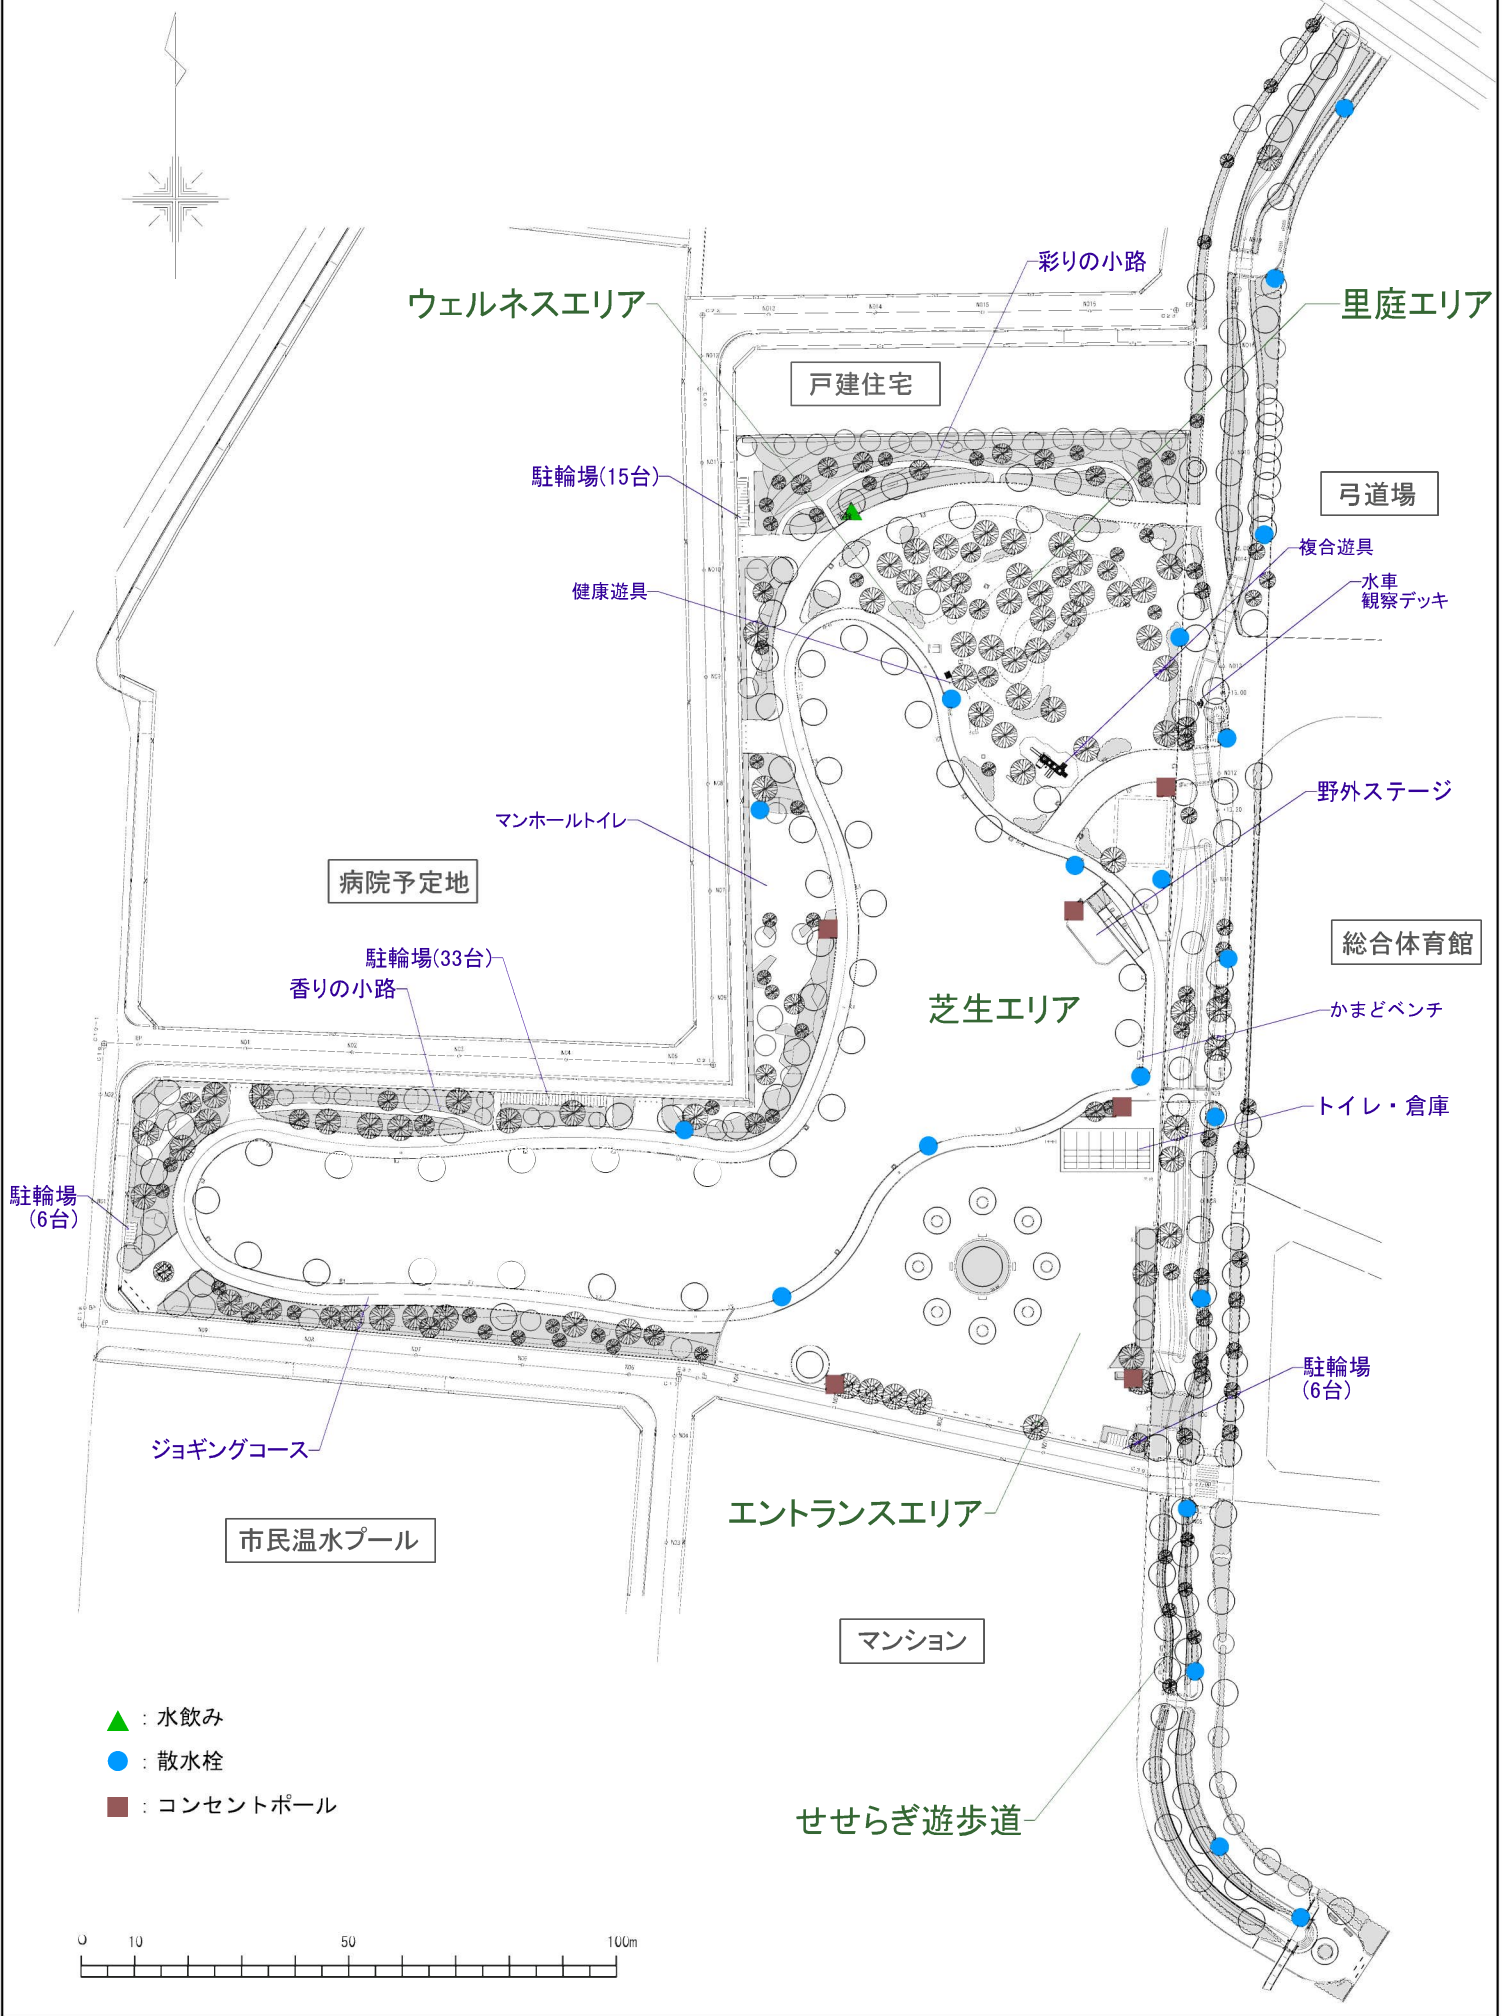 彩りの小路
ウェルネスエリア
里庭エリア
戸建住宅
駐輪場(15台)
弓道場
複合遊具
健康遊具
水車
観察デッキ
野外ステージ
マンホールトイレ
病院予定地
総合体育館
駐輪場(33台)
香りの小路
芝生エリア
かまどベンチ
トイレ・倉庫
駐輪場
(6台)
駐輪場
(6台)
ジョギングコース
エントランスエリア
市民温水プール
マンション
：水飲み
：散水栓
：コンセントポール
せせらぎ遊歩道
0 10 50 100m